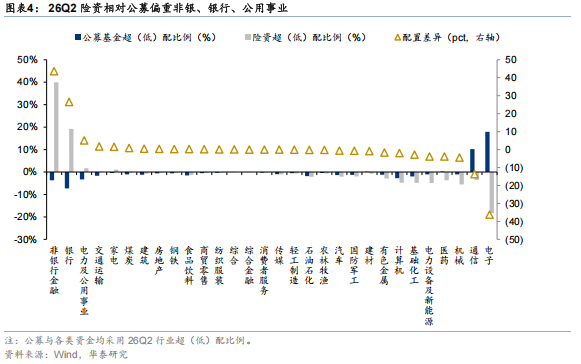 图表4： 26Q2 险资相对公募偏重非银、银行、公用事业
公募基金超（低）配比例（%）
险资超（低）配比例（%）
配置差异（pct，右轴）
50%
40%
30%
20%
10%
0%
-10%
-20%
-30%
50
40
30
20
10
0
(10)
(20)
(30)
(40)
(50)
非银行金融
银行
电力及公用事业
交通运输
家电
煤炭
建筑
房地产
钢铁
食品饮料
商贸零售
纺织服装
综合
综合金融
消费者服务
传媒
轻工制造
石油石化
农林牧渔
汽车
国防军工
建材
有色金属
计算机
基础化工
电力设备及新能源
医药
机械
通信
电子
注：公募与各类资金均采用 26Q2 行业超（低）配比例。
资料来源：Wind，华泰研究